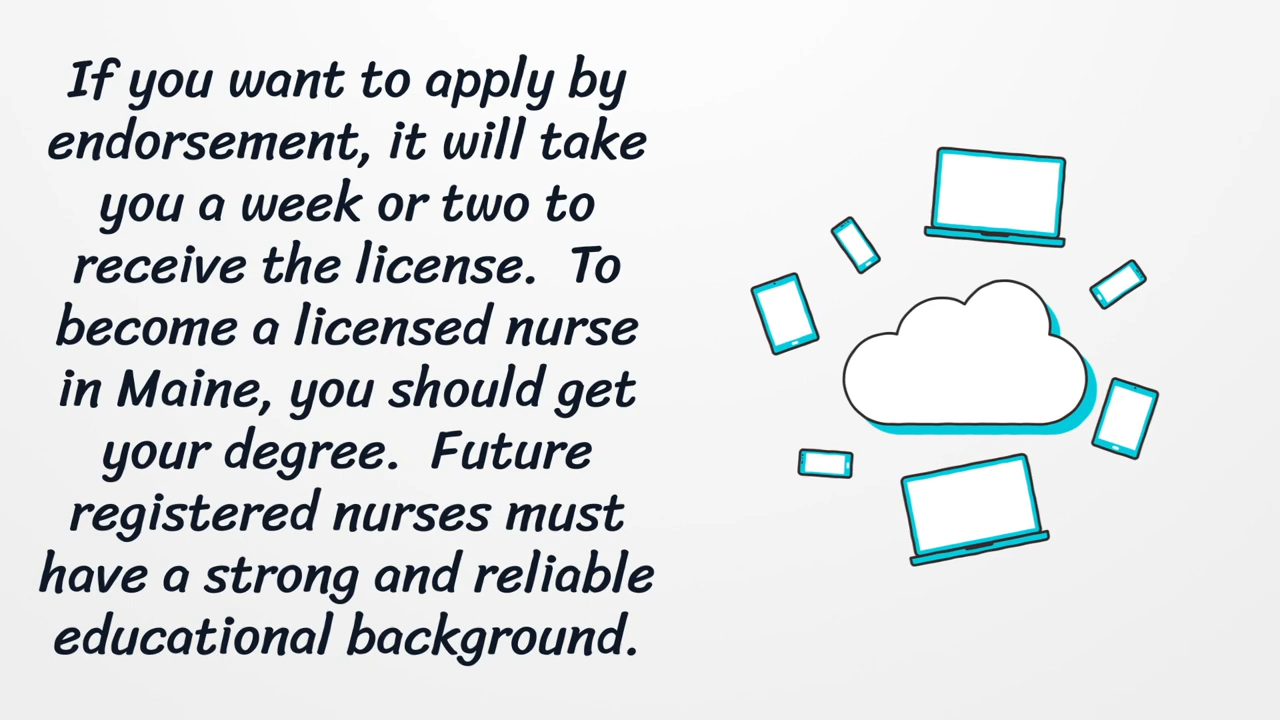 If you want to apply by
endorsement, it will take
you a week or two to
receive the license.  To
become a licensed nurse
in Maine, you should get
your degree.  Future
registered nurses must
have a strong and reliable
educational background.